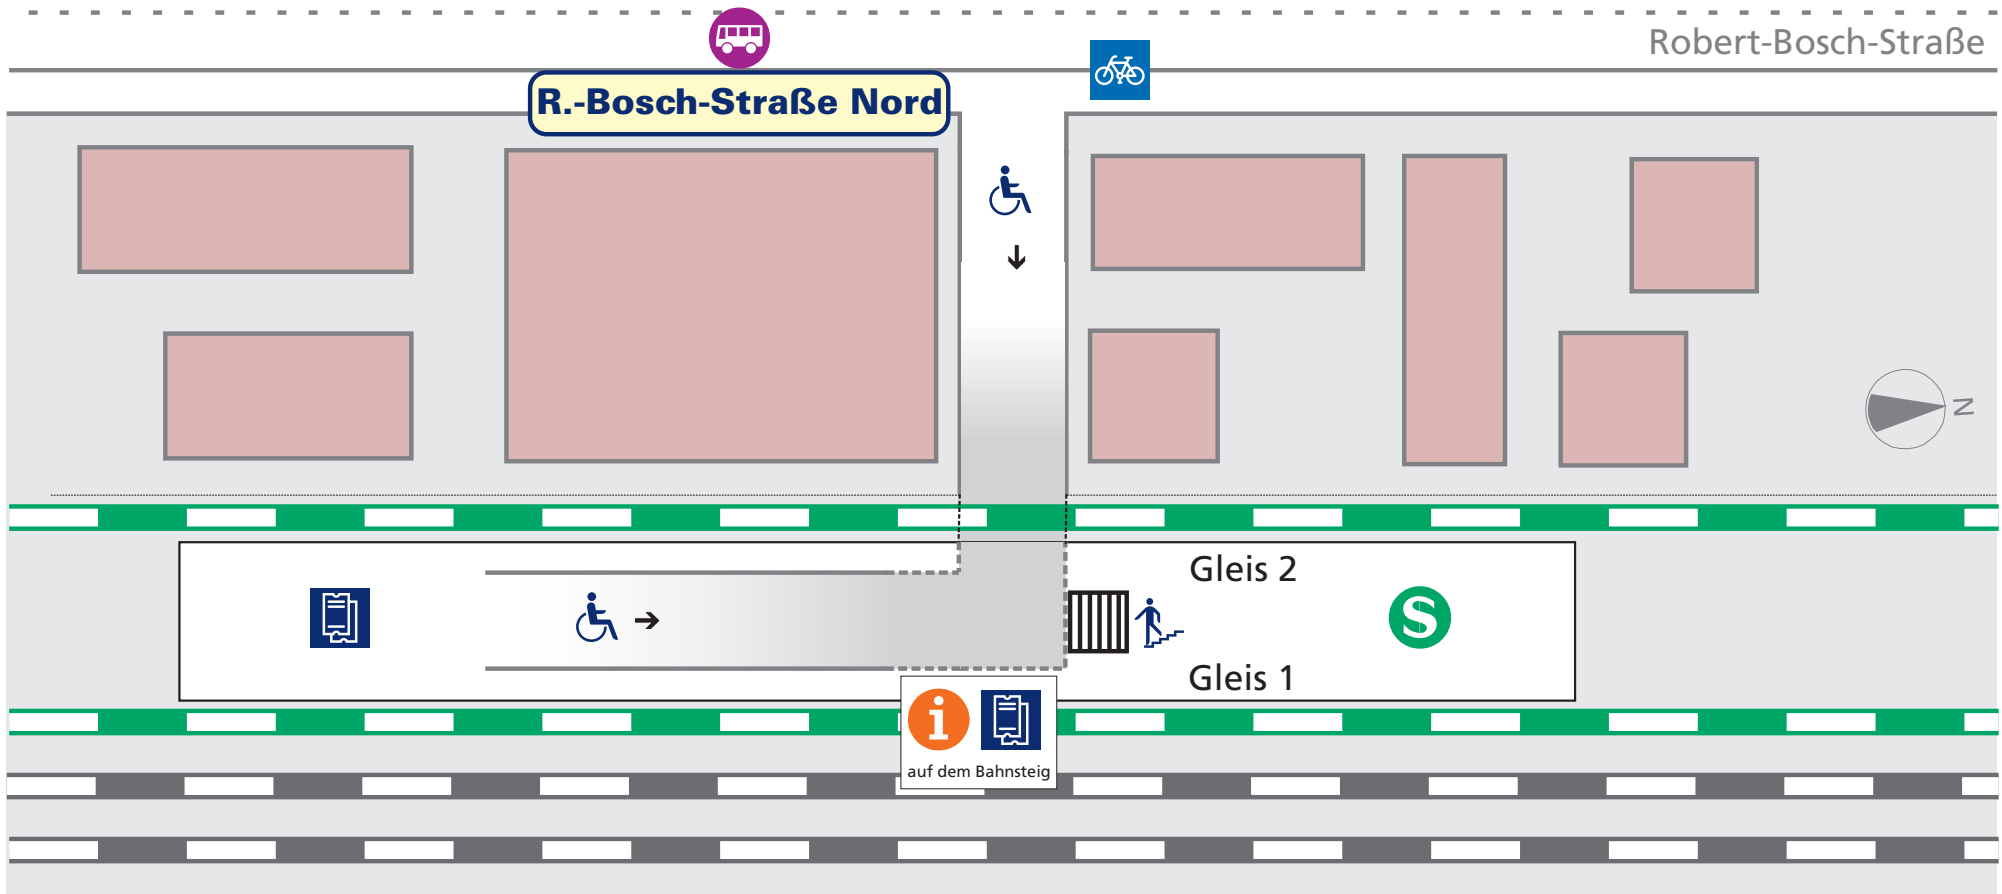 Robert-Bosch-Straße
R.-Bosch-Straße Nord
N
Gleis 2
S
Gleis 1
i
auf dem Bahnsteig